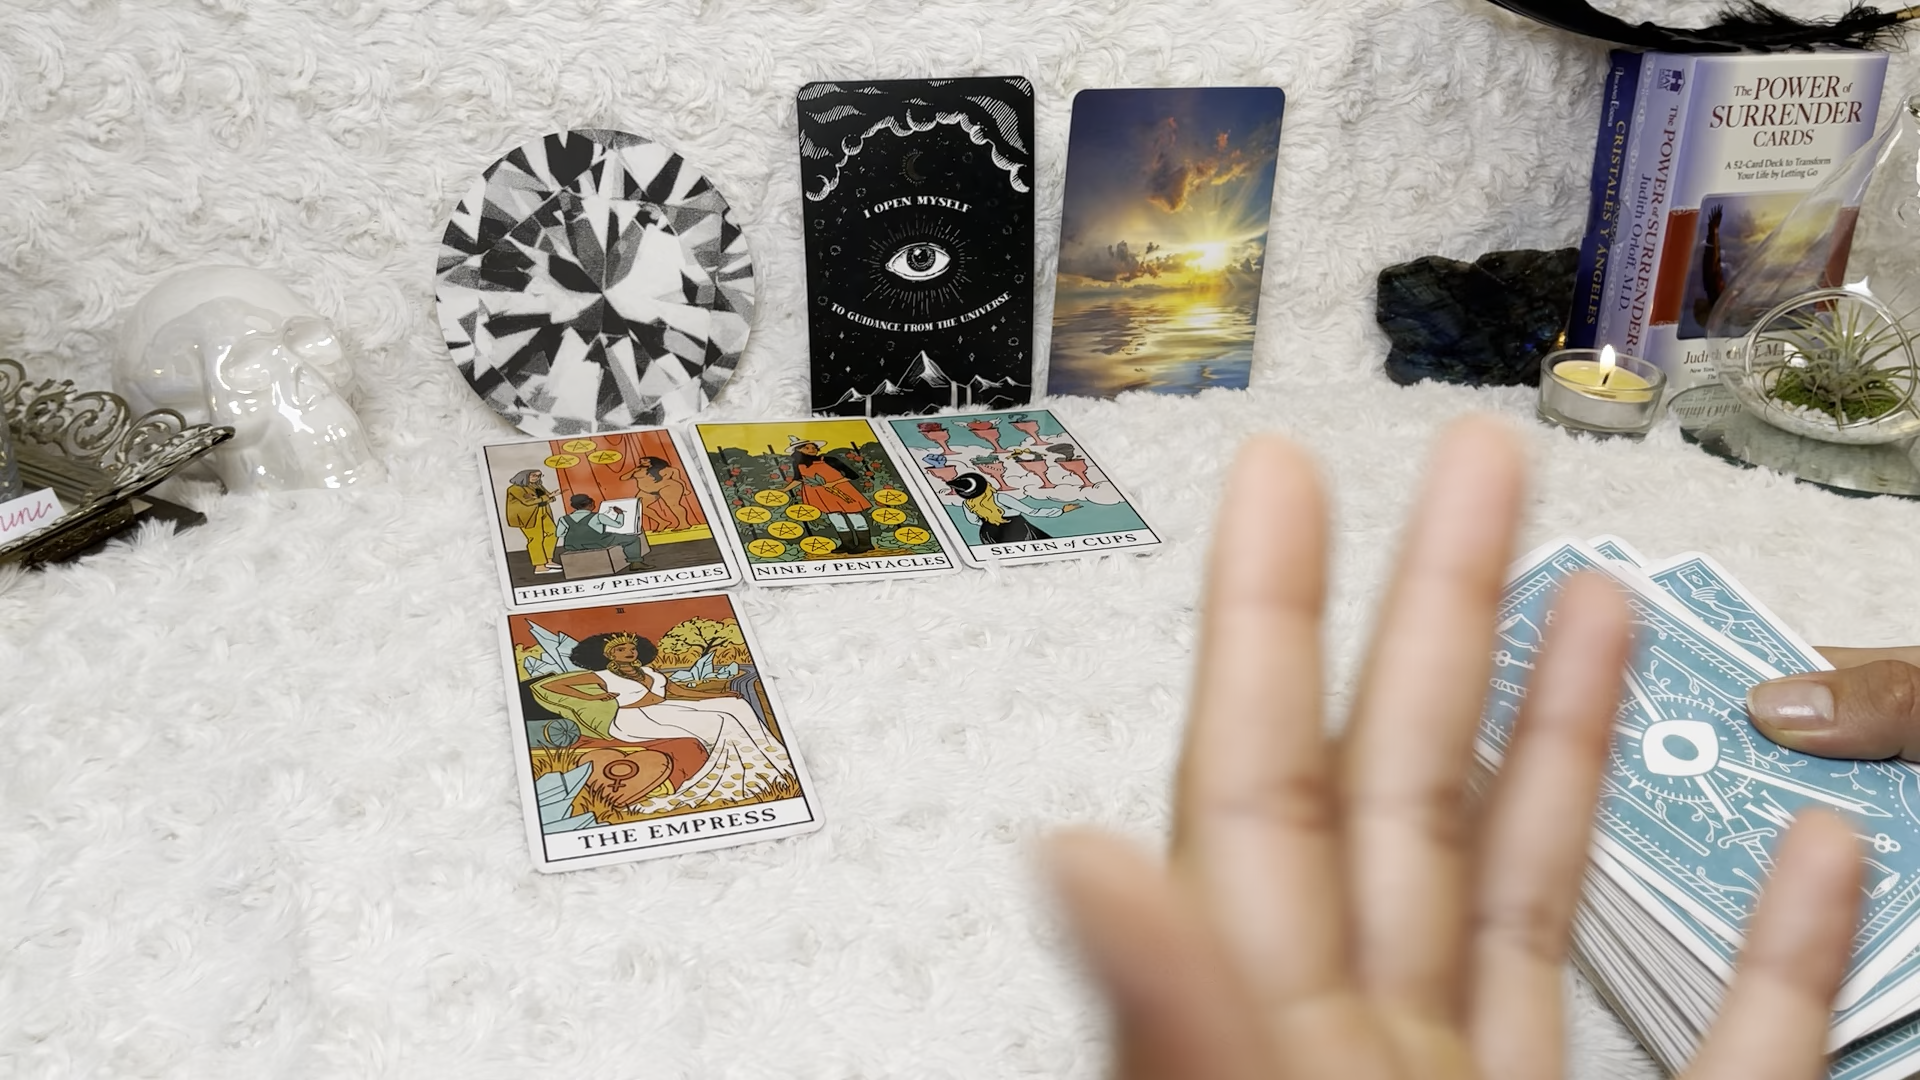 I OPEN MYSELF
TO GUIDANCE FROM THE UNIVERSE
The POWER of
SURRENDER
CARDS
A 52-Card Deck to Transform
Your Life by Letting Go
The POWER of SURRENDER
Judith Orloff, M.D.
CRISTALES Y ÁNGELES
THREE of PENTACLES
NINE of PENTACLES
SEVEN of CUPS
III
THE EMPRESS